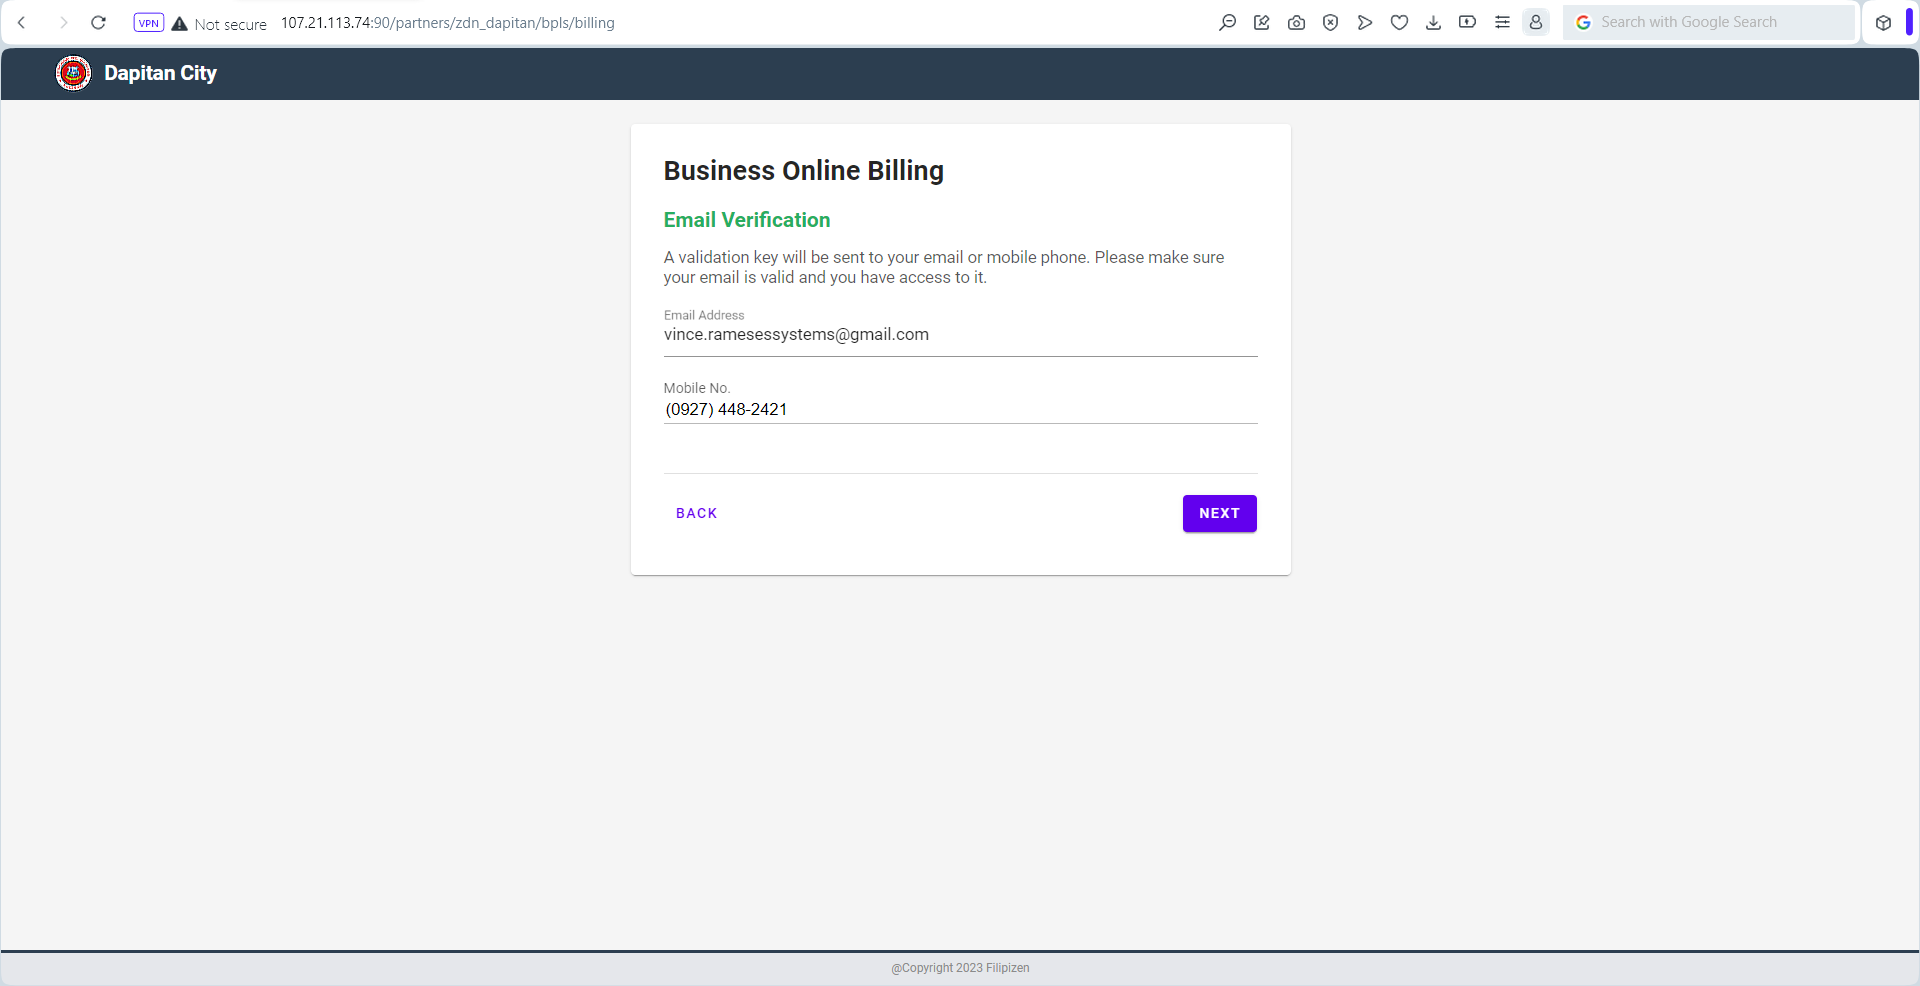 VPN
Not secure
107.21.113.74:90/partners/zdn_dapitan/bpls/billing
Search with Google Search
Dapitan City
Business Online Billing
Email Verification
A validation key will be sent to your email or mobile phone. Please make sure
your email is valid and you have access to it.
Email Address
vince.ramesessystems@gmail.com
Mobile No.
(0927) 448-2421
BACK
NEXT
@Copyright 2023 Filipizen